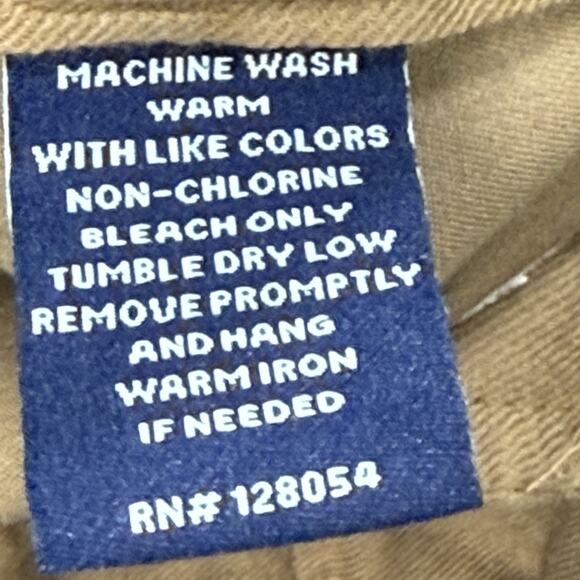 MACHINE WASH
WARM
WITH LIKE COLORS
NON-CHLORINE
BLEACH ONLY
TUMBLE DRY LOW
REMOVE PROMPTLY
AND HANG
WARM IRON
IF NEEDED
RN# 128054